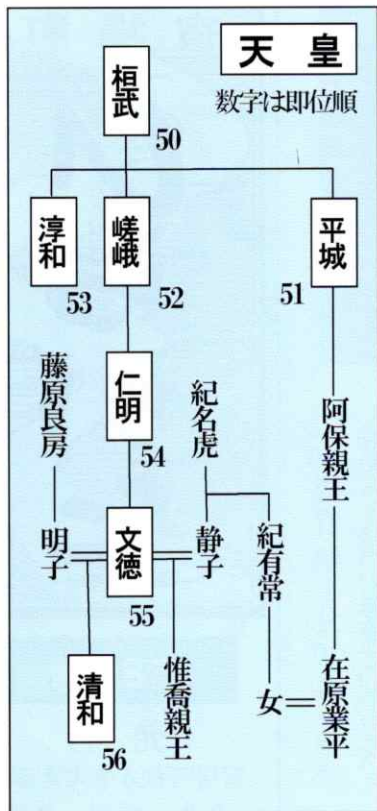 天皇
数字は即位順
桓武
50
平城
51
嵯峨
52
淳和
53
阿保親王
仁明
54
紀名虎
藤原良房
在原業平
紀有常
静子
文徳
55
明子
女
惟喬親王
清和
56